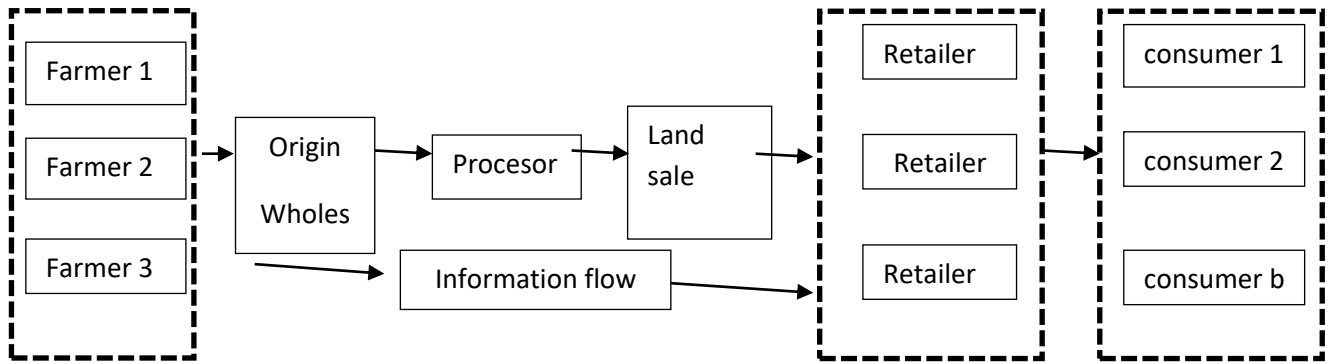 Farmer 1
Farmer 2
Farmer 3
Origin
Wholes
Procesor
Land
sale
Information flow
Retailer
Retailer
Retailer
consumer 1
consumer 2
consumer b